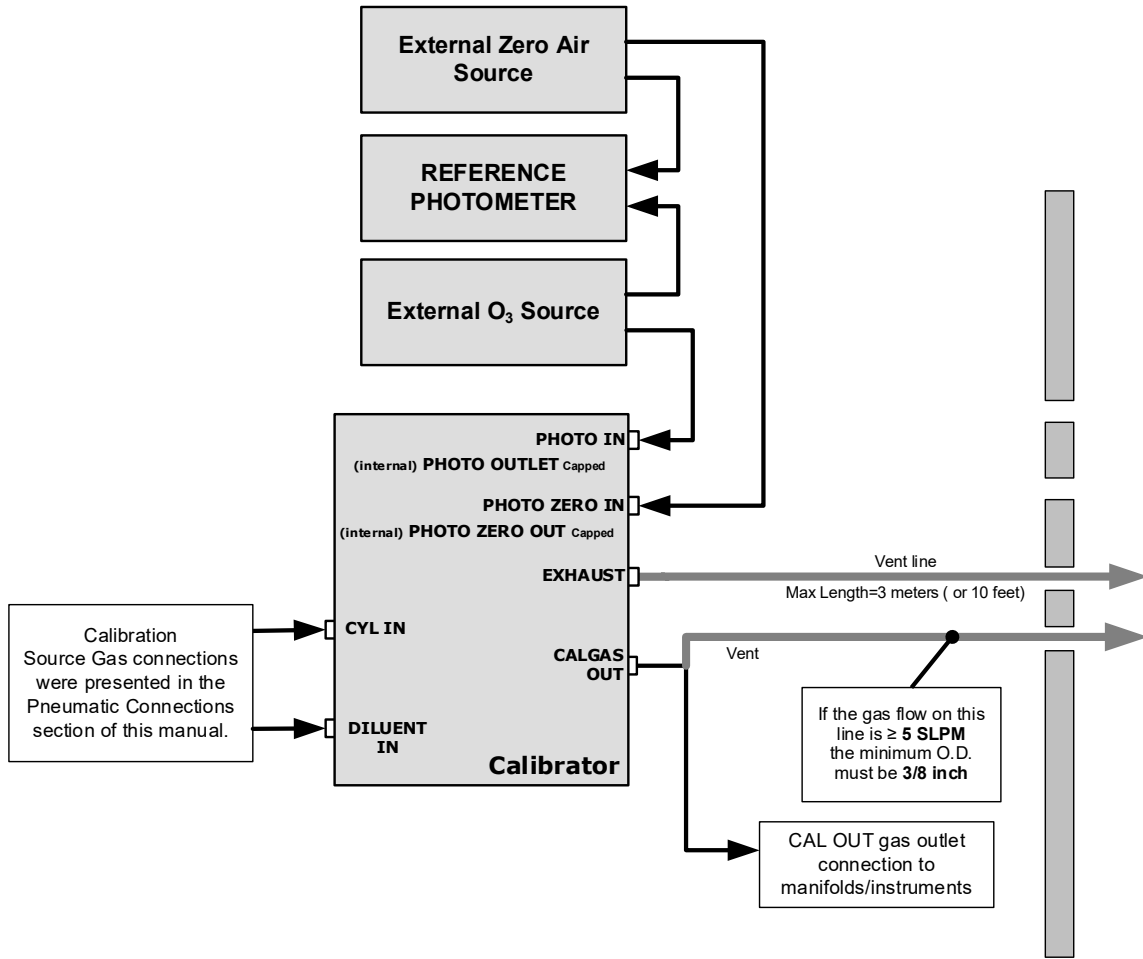 External Zero Air
Source
REFERENCE
PHOTOMETER
External O₃ Source
PHOTO IN
(internal) PHOTO OUTLET Capped
PHOTO ZERO IN
(internal) PHOTO ZERO OUT Capped
EXHAUST
CYL IN
CALGAS
OUT
DILUENT
IN
Calibrator
Calibration
Source Gas connections
were presented in the
Pneumatic Connections
section of this manual.
Vent line
Max Length=3 meters ( or 10 feet)
Vent
If the gas flow on this
line is ≥ 5 SLPM
the minimum O.D.
must be 3/8 inch
CAL OUT gas outlet
connection to
manifolds/instruments